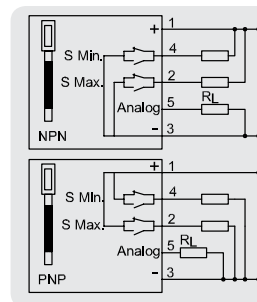 + 1
S Min. 4
S Max. 2
Analog 5 RL
NPN - 3
+ 1
S MIn. 4
S Max. 2
Analog 5 RL
PNP - 3